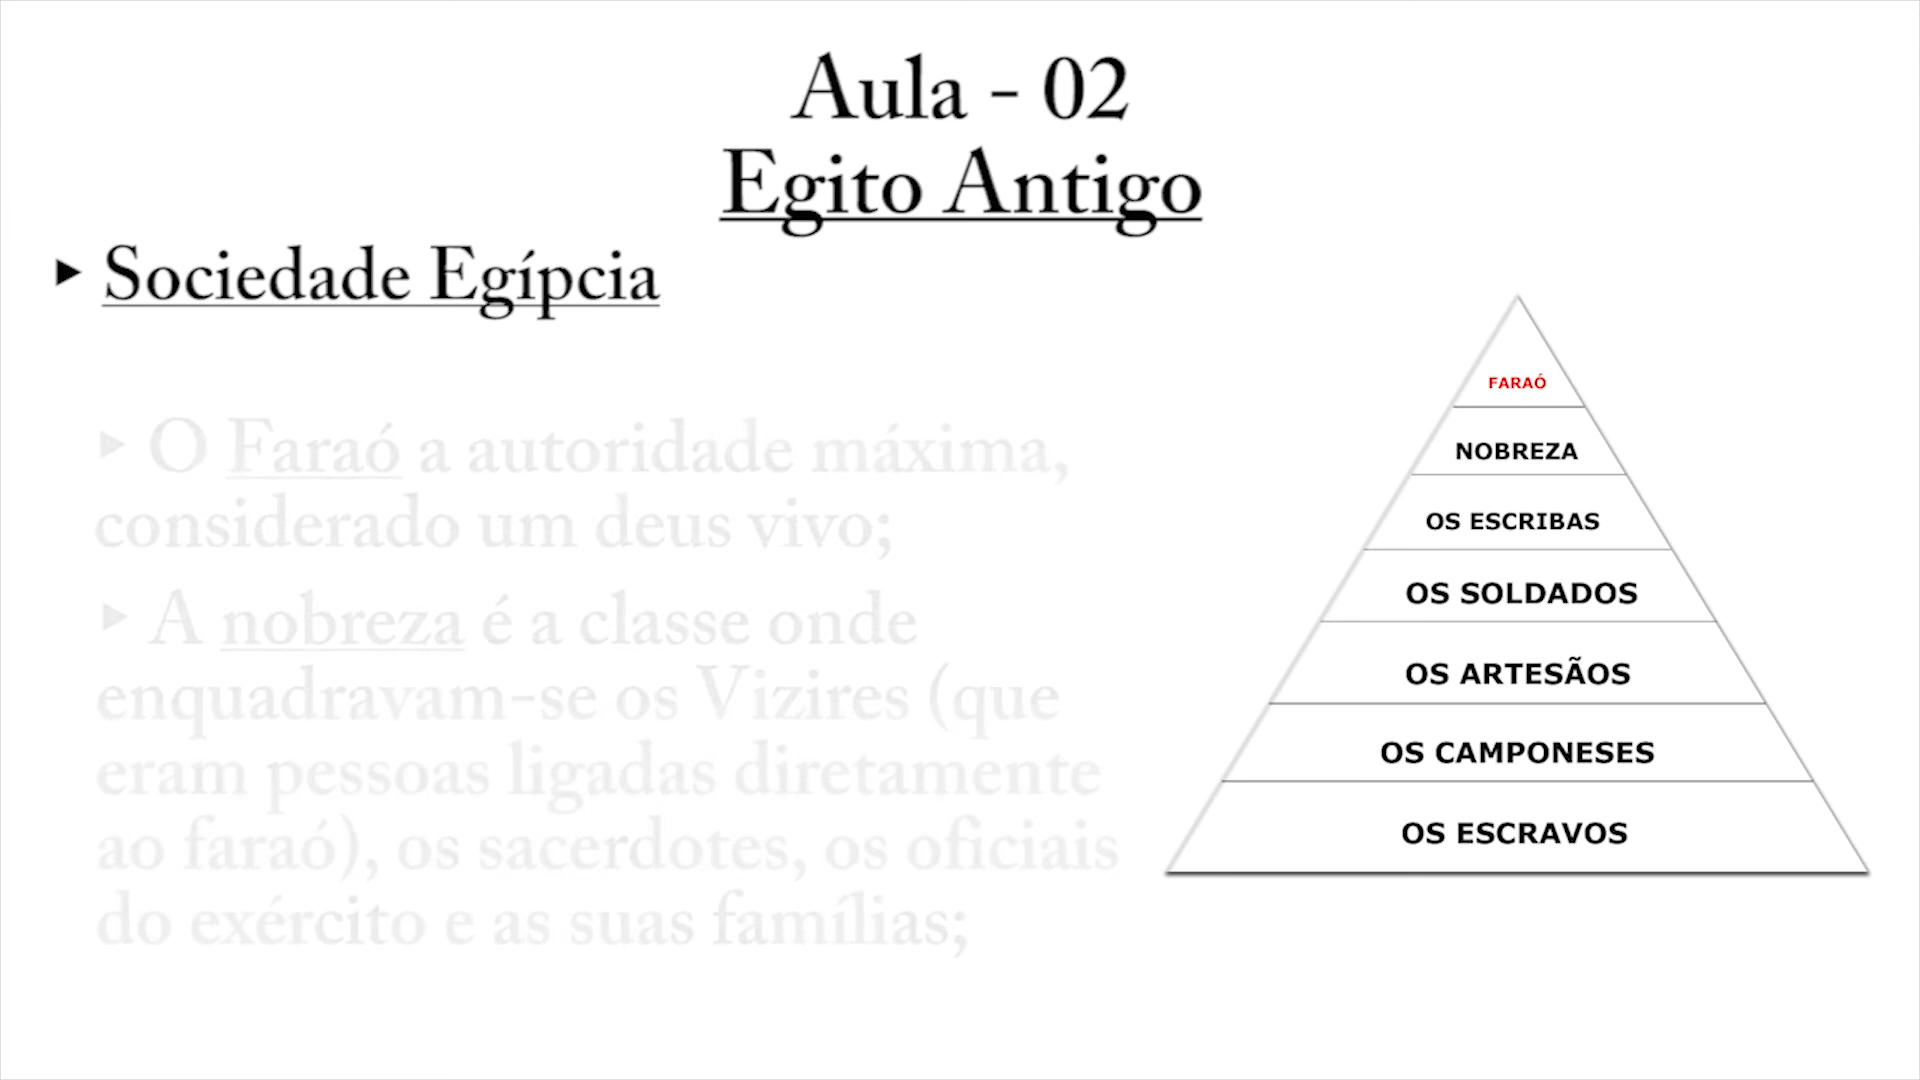 Aula - 02
Egito Antigo
▸ Sociedade Egípcia
▸ O Faraó a autoridade máxima,
considerado um deus vivo;
▸ A nobreza é a classe onde
enquadravam-se os Vizires (que
eram pessoas ligadas diretamente
ao faraó), os sacerdotes, os oficiais
do exército e as suas famílias;
FARAÓ
NOBREZA
OS ESCRIBAS
OS SOLDADOS
OS ARTESÃOS
OS CAMPONESES
OS ESCRAVOS